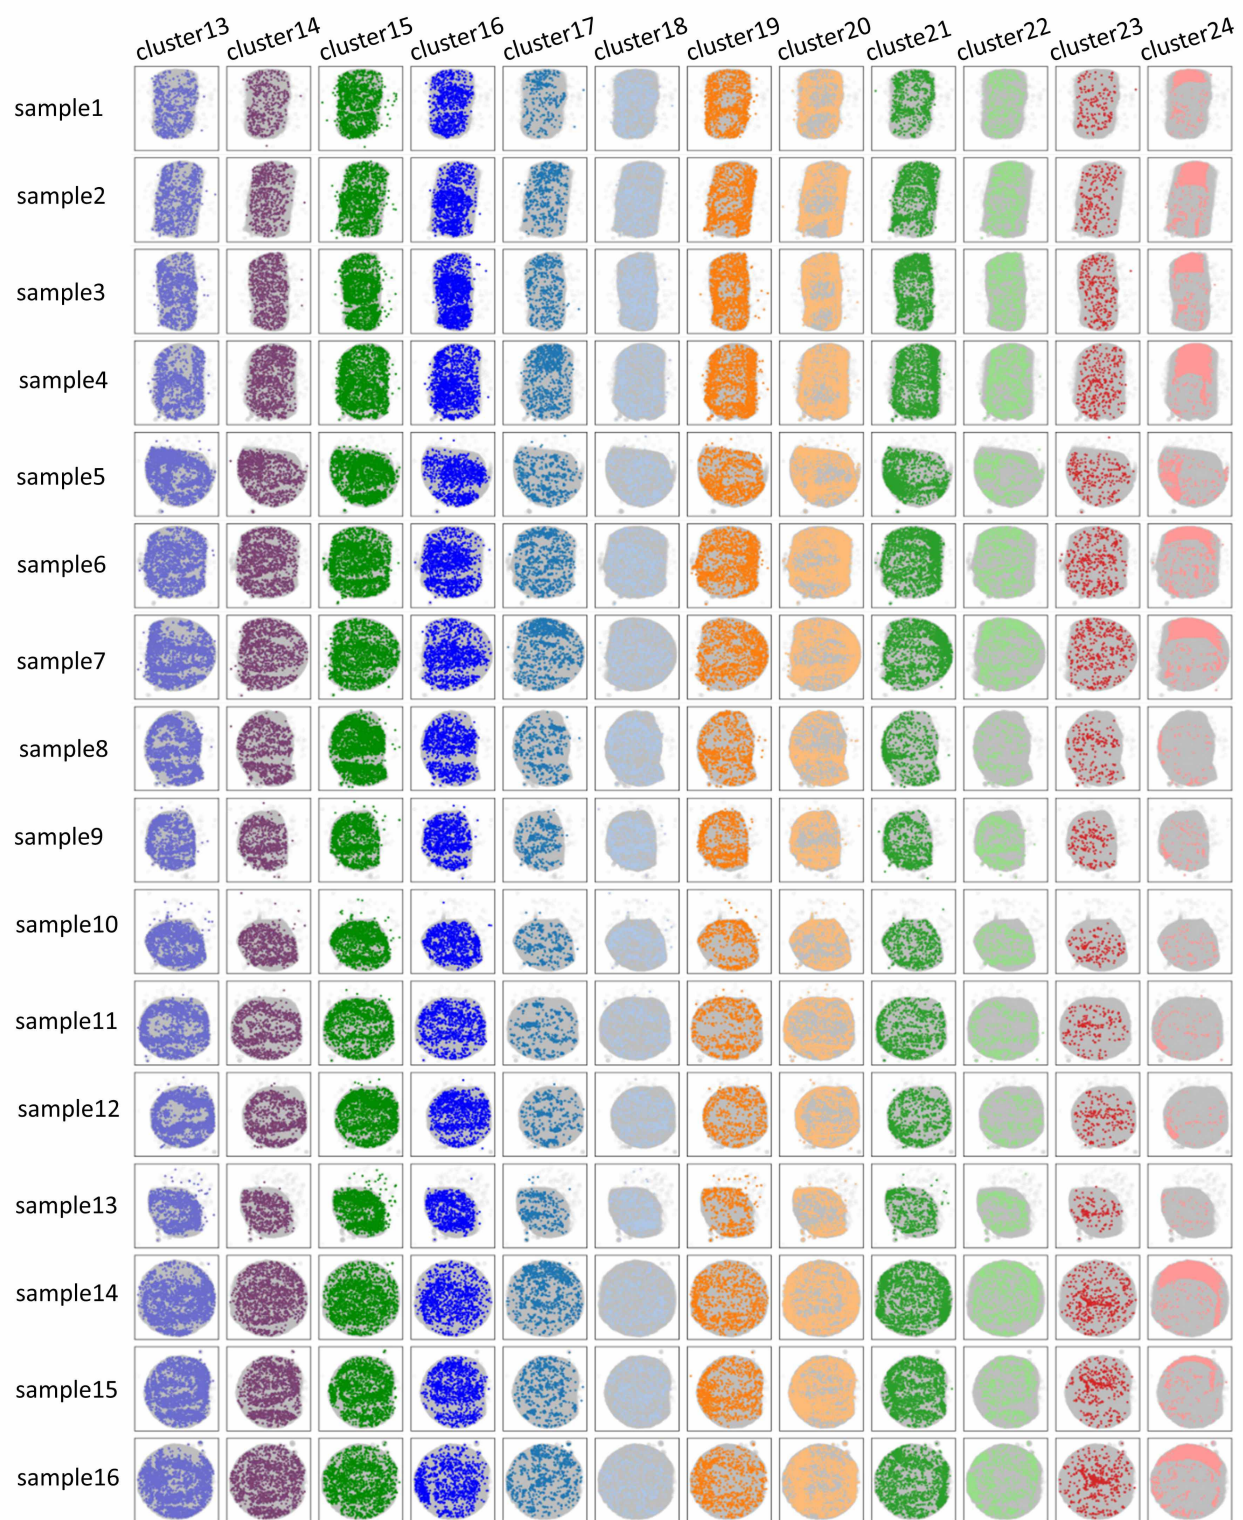 cluster13 cluster14 cluster15 cluster16 cluster17 cluster18 cluster19 cluster20 cluste21 cluster22 cluster23 cluster24
sample1
sample2
sample3
sample4
sample5
sample6
sample7
sample8
sample9
sample10
sample11
sample12
sample13
sample14
sample15
sample16